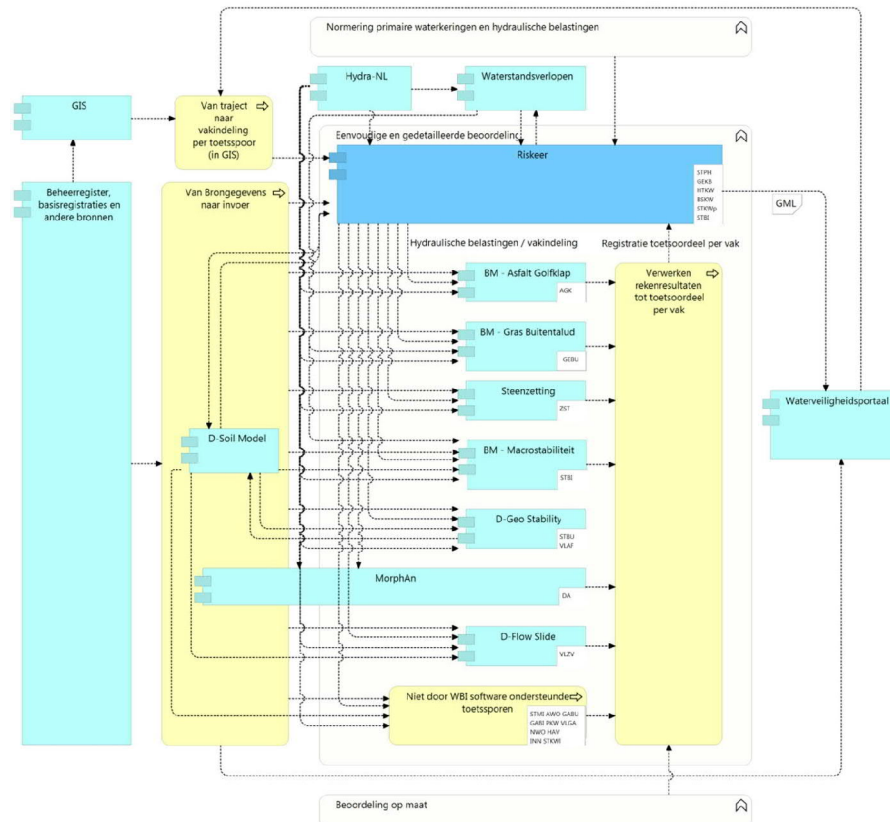 Normering primaire waterkeringen en hydraulische belastingen
Hydra-NL
Waterstandsverlopen
GIS
Van traject
naar
vakindeling
per toetsspoor
(in GIS)
Eenvoudige en gedetailleerde beoordeling
Riskeer
STPH
GEKB
HTKW
BSKW
STKWp
STBI
GML
Beheerregister,
basisregistraties en
andere bronnen
Van Brongegevens
naar invoer
Hydraulische belastingen / vakindeling
Registratie toetsoordeel per vak
BM - Asfalt Golfklap
AGK
Verwerken
rekenresultaten
tot toetsoordeel
per vak
BM - Gras Buitentalud
GEBU
Steenzetting
ZST
Waterveiligheidsportaal
D-Soil Model
BM - Macrostabiliteit
STBI
D-Geo Stability
STBU
VLAF
MorphAn
DA
D-Flow Slide
VLZV
Niet door WBI software ondersteunde
toetssporen
STMI AWO GABU
GABI PKW VLGA
NWO HAV
INN STKWl
Beoordeling op maat